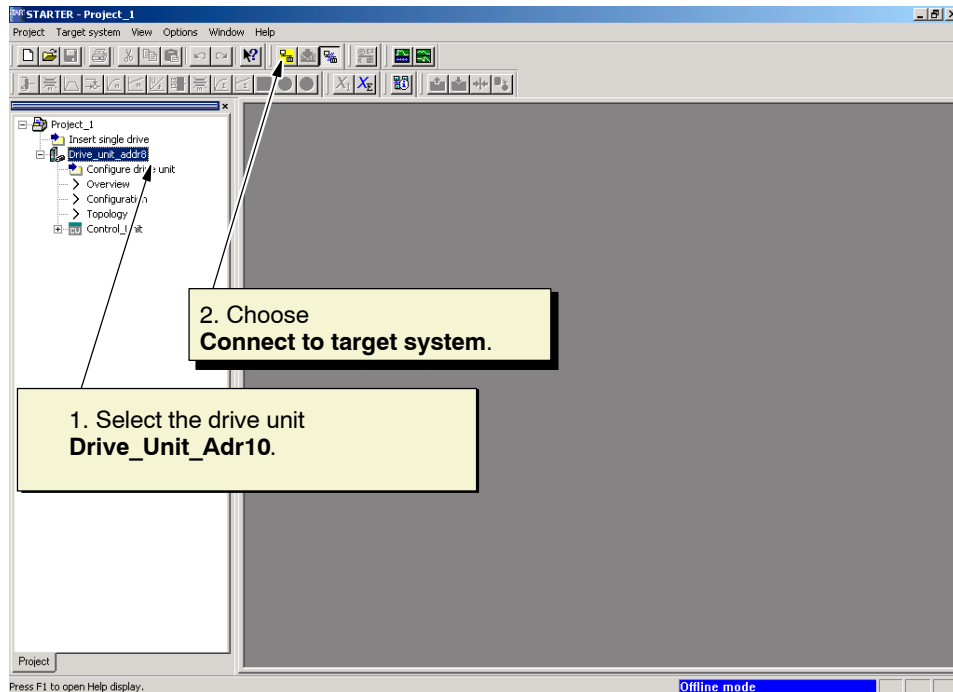 STARTER - Project_1
Project Target system View Options Window Help
Project_1
Insert single drive
Drive_unit_addr8
Configure drive unit
Overview
Configuration
Topology
Control_Unit
2. Choose
Connect to target system.
1. Select the drive unit
Drive_Unit_Adr10.
Project
Press F1 to open Help display.
Offline mode